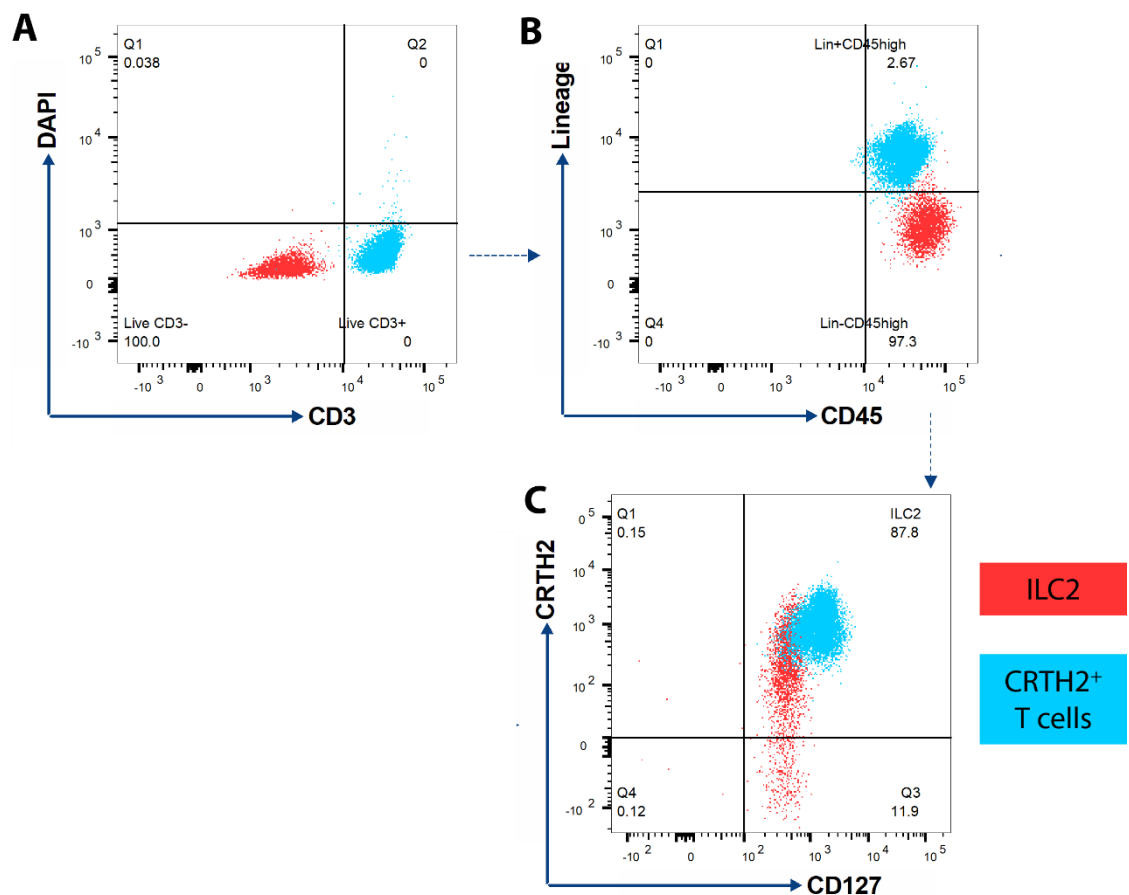 A
Q1
0.038
Q2
0
10 5
10 4
10 3
0
-10 3
DAPI
Live CD3-
100.0
Live CD3+
0
-10 3
0
10 3
10 4
10 5
CD3
B
Q1
0
Lin+CD45high
2.67
10 5
10 4
10 3
0
-10 3
Lineage
Q4
0
Lin-CD45high
97.3
-10 3
0
10 3
10 4
10 5
CD45
C
Q1
0.15
ILC2
87.8
0 5
10 4
10 3
10 2
0
-10 2
CRTH2
Q4
0.12
Q3
11.9
-10 2
0
10 2
10 3
10 4
10 5
CD127
ILC2
CRTH2+
T cells